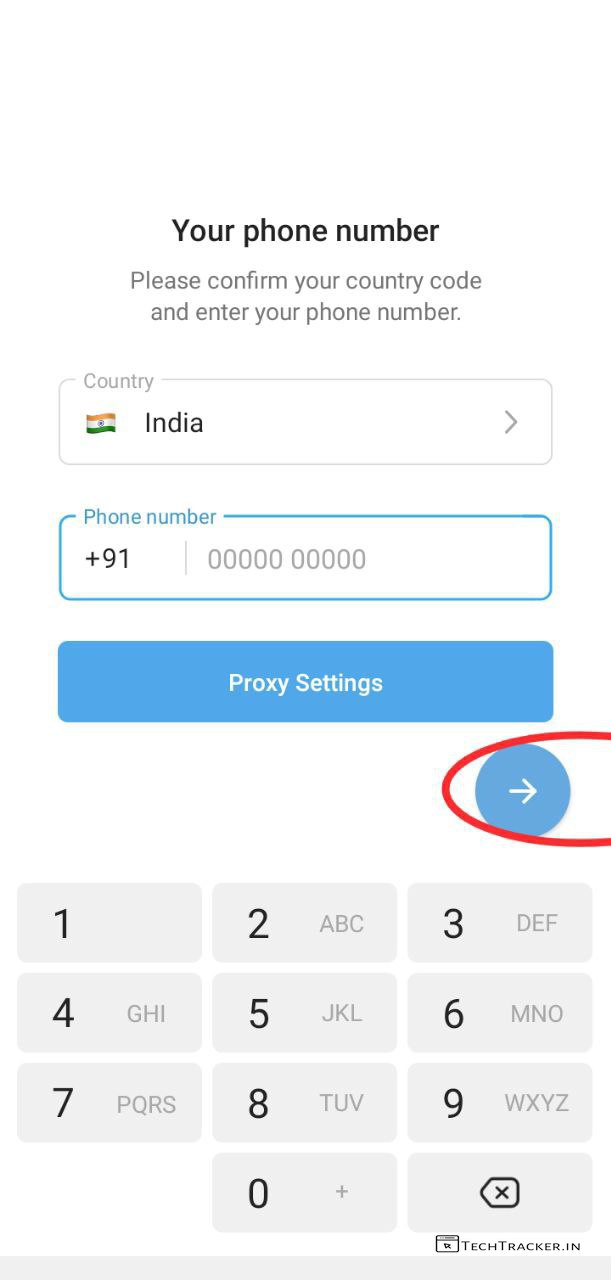 Your phone number
Please confirm your country code
and enter your phone number.
Country
India
Phone number
+91 00000 00000
Proxy Settings
1 2 ABC 3 DEF
4 GHI 5 JKL 6 MNO
7 PQRS 8 TUV 9 WXYZ
0 +
TECHTRACKER.IN